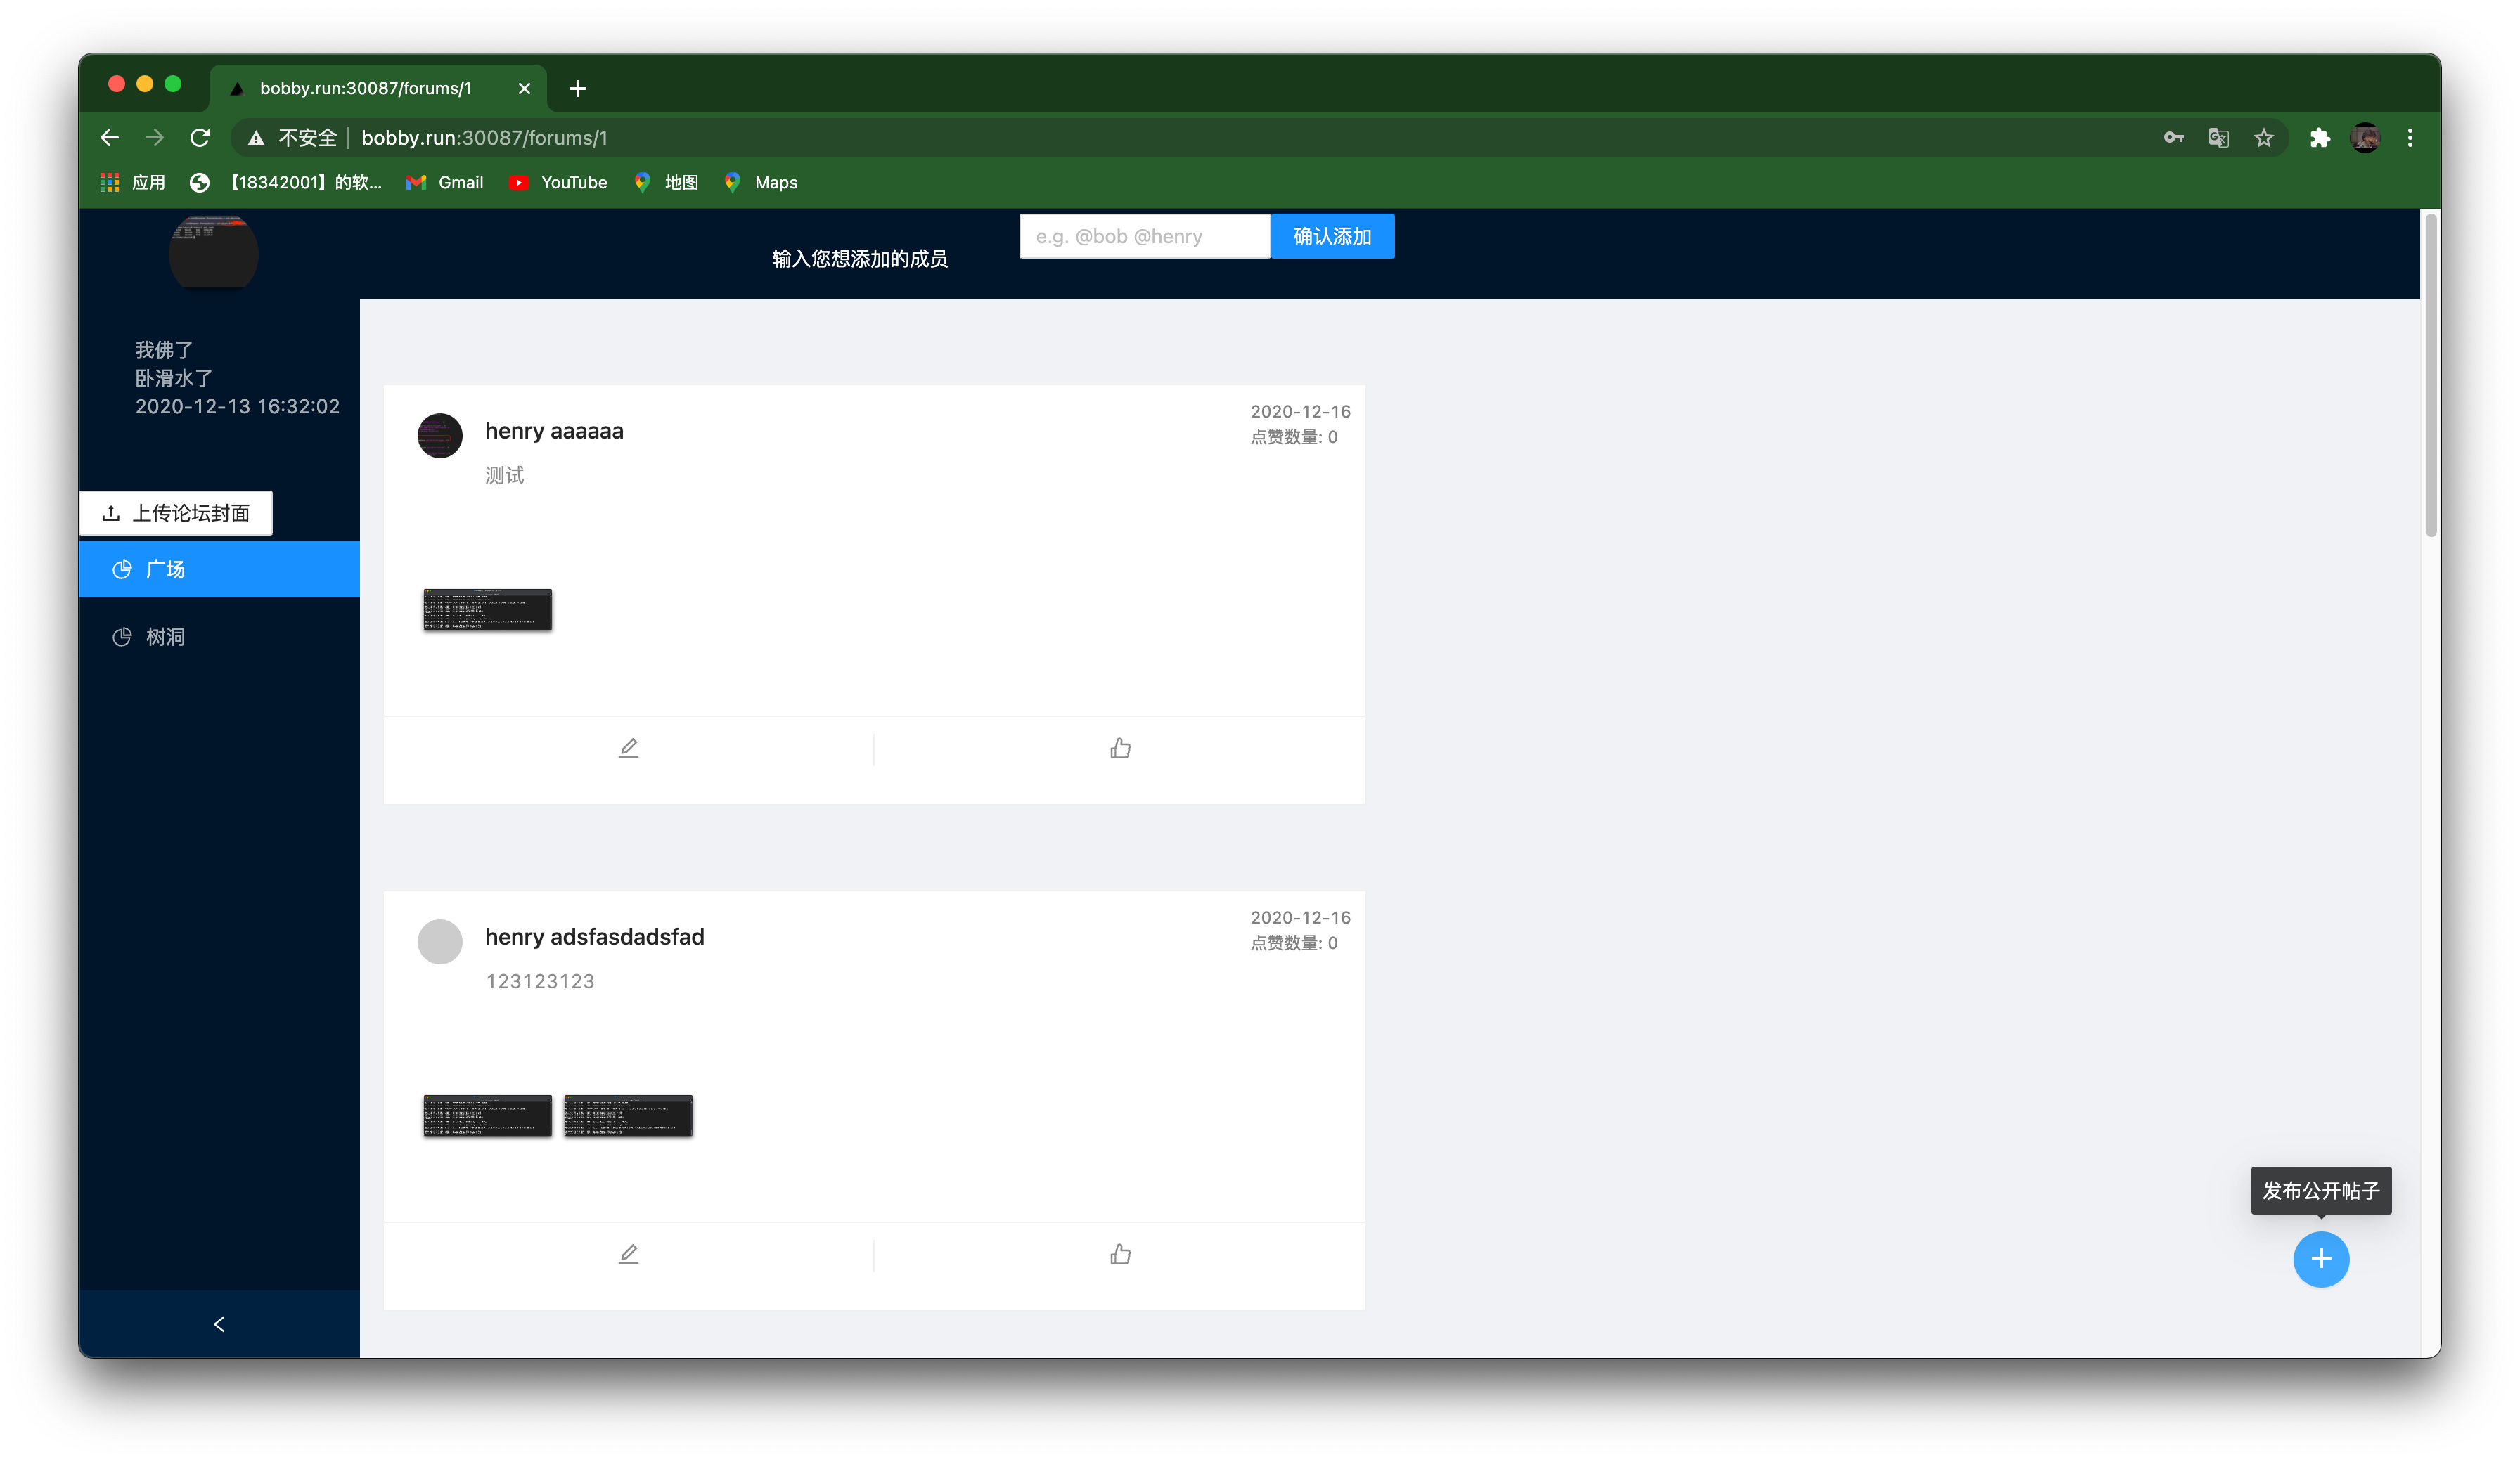 bobby.run:30087/forums/1
不安全 bobby.run:30087/forums/1
应用 【18342001】的软... Gmail YouTube 地图 Maps
输入您想添加的成员 e.g. @bob @henry 确认添加
我佛了
卧滑水了
2020-12-13 16:32:02
上传论坛封面
广场
树洞
henry aaaaaa
2020-12-16
点赞数量: 0
测试
henry adsfasdadsfad
2020-12-16
点赞数量: 0
123123123
发布公开帖子